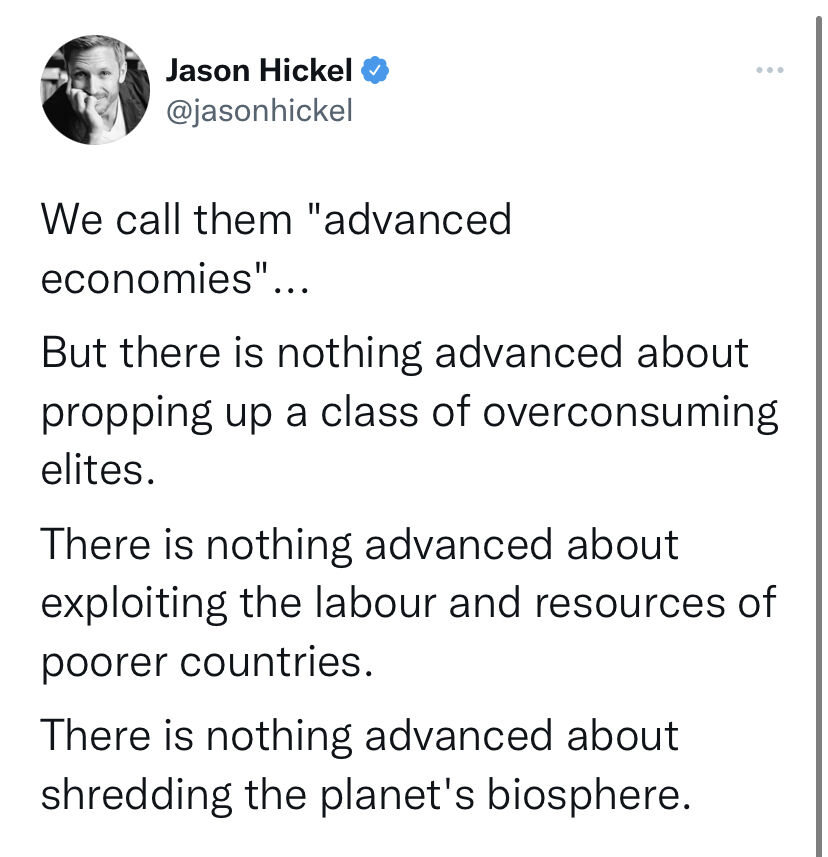 Jason Hickel
@jasonhickel
We call them "advanced
economies"...
But there is nothing advanced about
propping up a class of overconsuming
elites.
There is nothing advanced about
exploiting the labour and resources of
poorer countries.
There is nothing advanced about
shredding the planet's biosphere.